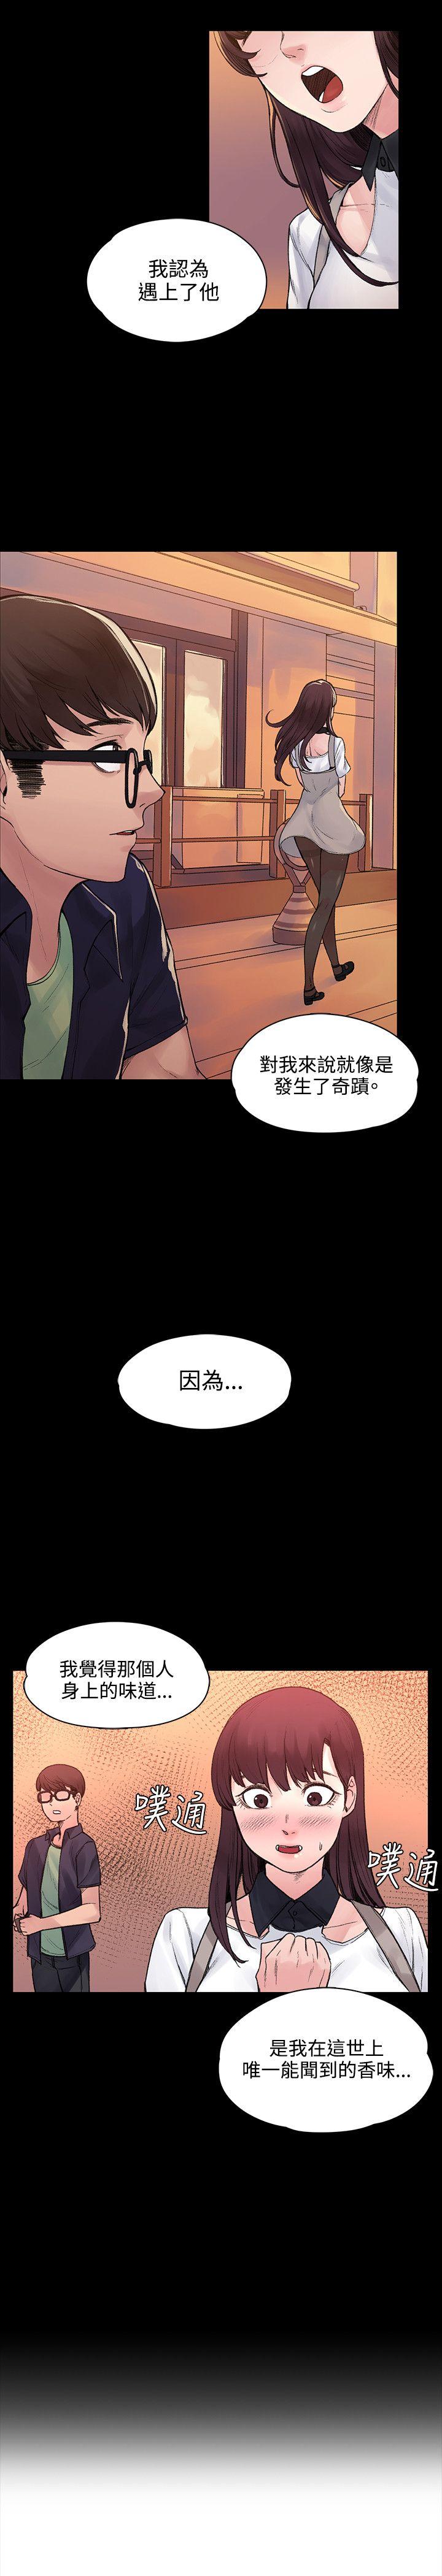 我認為
遇上了他
對我來說就像是
發生了奇蹟。
因為...
我覺得那個人
身上的味道...
噗通
噗通
是我在這世上
唯一能聞到的香味...